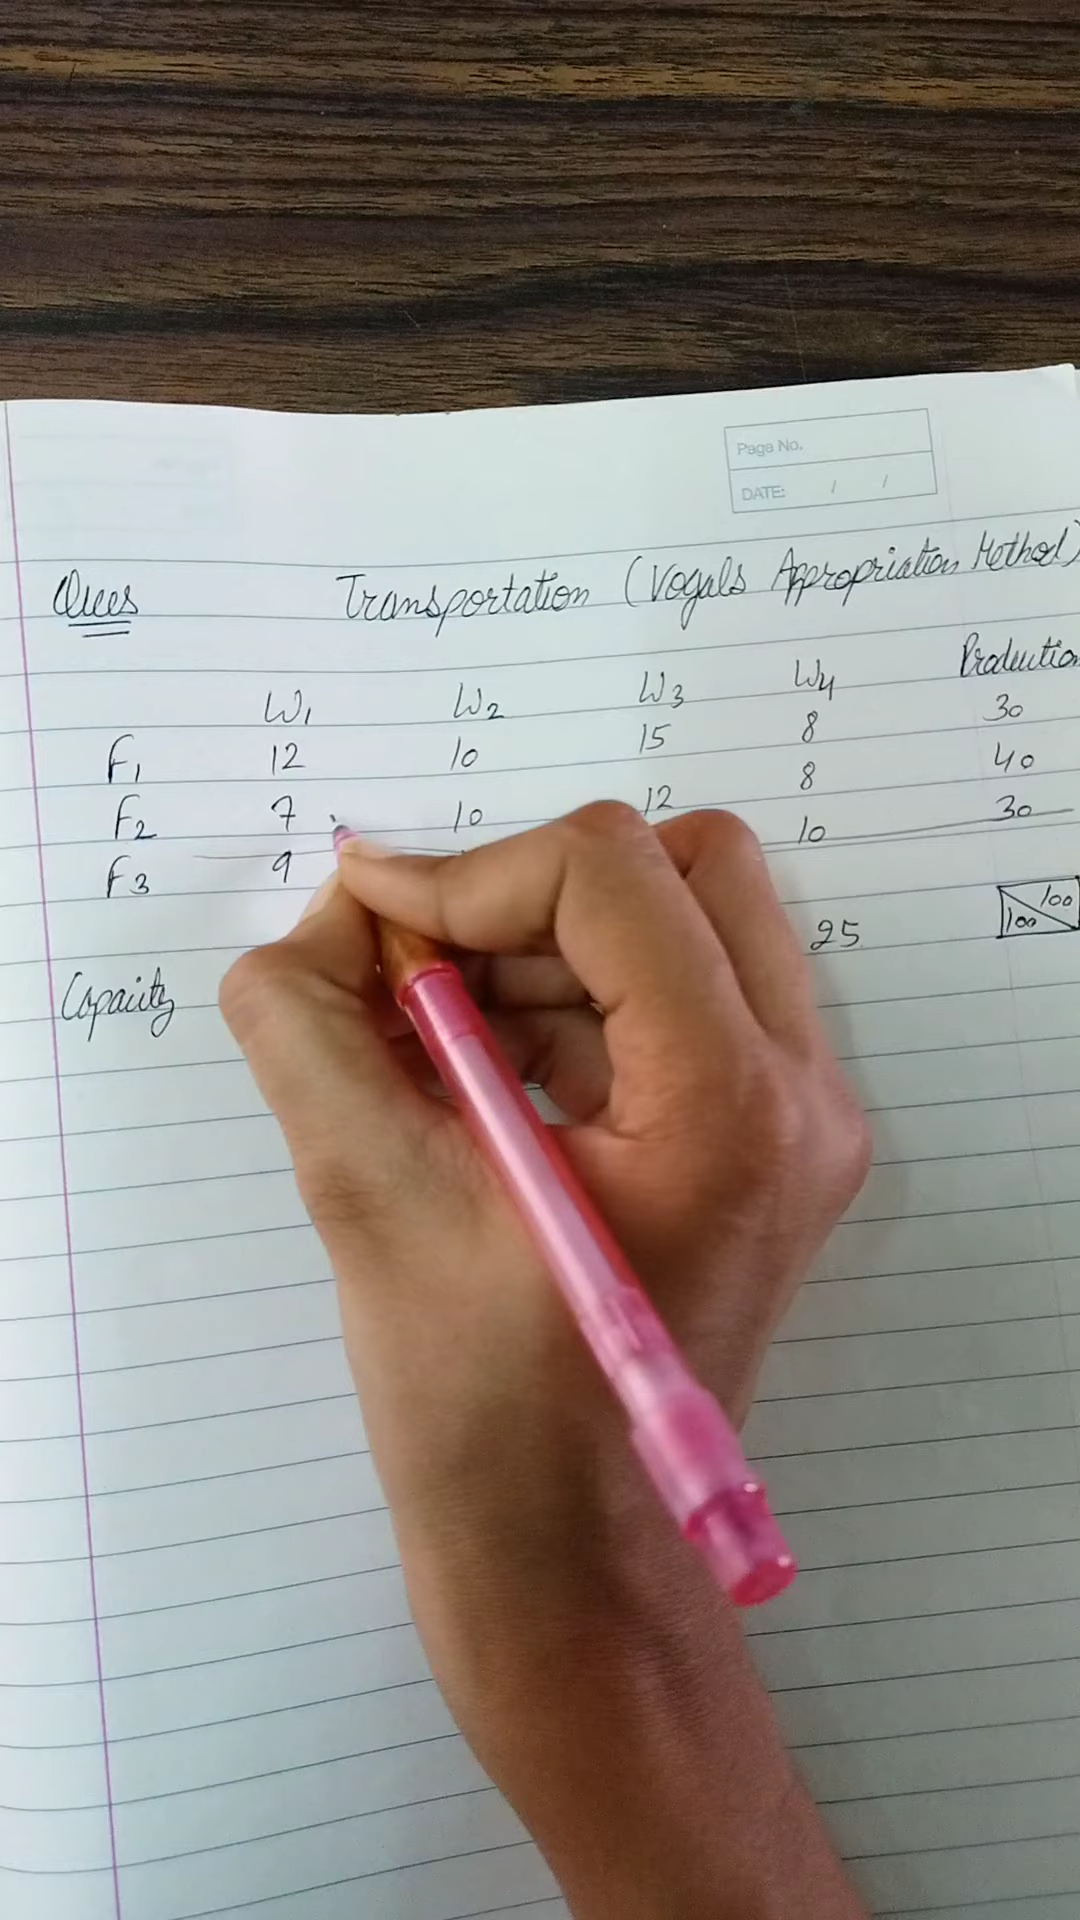 Page No.
DATE: / /
Ques Transportation (Vogals Appropriation Method)
W1 W2 W3 W4 Production
F1 12 10 15 8 30
F2 7 10 12 8 40
F3 9 10 30
Capacity 25 100 100